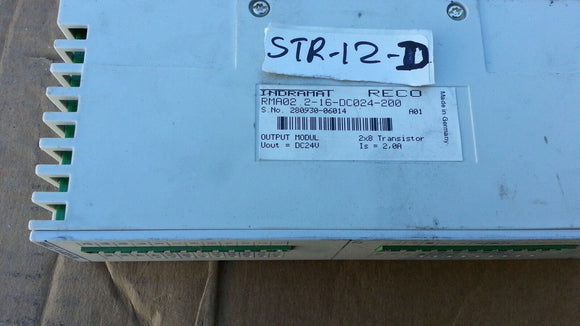 STR-12-D
INDRAMAT RECO
RMA02.2-16-DC024-200
S.No. 280930-06014 A01
OUTPUT MODUL 2x8 Transistor
Vout = DC24V Is = 2,0A
Made in Germany